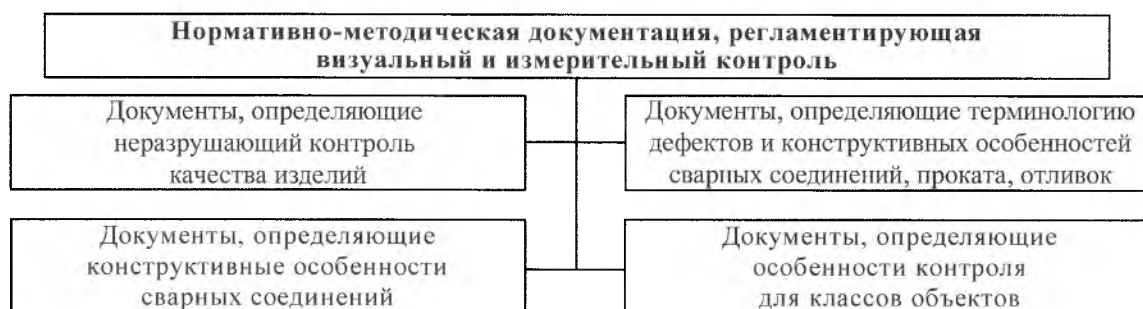 Нормативно-методическая документация, регламентирующая
визуальный и измерительный контроль
Документы, определяющие
неразрушающий контроль
качества изделий
Документы, определяющие терминологию
дефектов и конструктивных особенностей
сварных соединений, проката, отливок
Документы, определяющие
конструктивные особенности
сварных соединений
Документы, определяющие
особенности контроля
для классов объектов